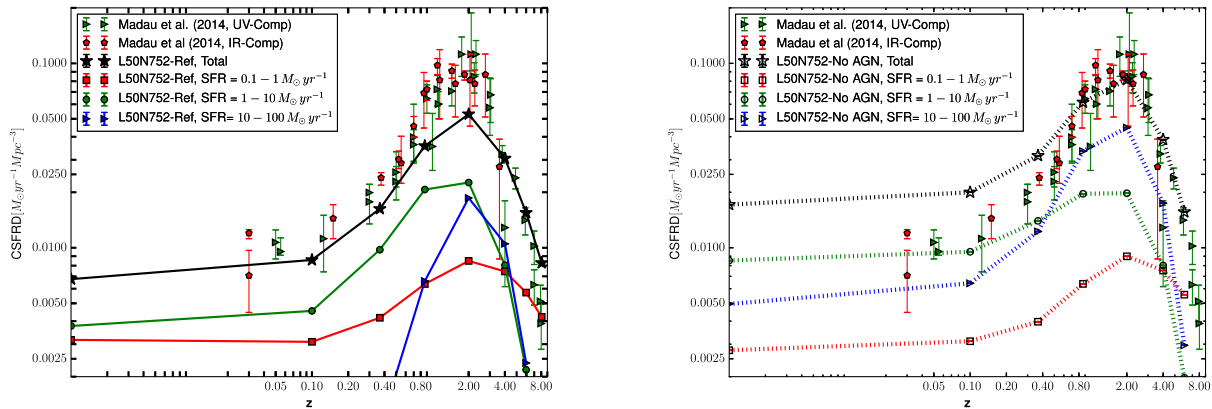 Madau et al. (2014, UV-Comp)
Madau et al (2014, IR-Comp)
L50N752-Ref, Total
L50N752-Ref, SFR = 0.1 − 1 M⊙ yr⁻¹
L50N752-Ref, SFR = 1 − 10 M⊙ yr⁻¹
L50N752-Ref, SFR= 10 − 100 M⊙ yr⁻¹
0.1000
0.0500
0.0250
0.0100
0.0050
0.0025
CSFRD[M⊙yr⁻¹Mpc⁻³]
0.05 0.10 0.20 0.40 0.80 2.00 4.00 8.00
z
Madau et al. (2014, UV-Comp)
Madau et al (2014, IR-Comp)
L50N752-No AGN, Total
L50N752-No AGN, SFR = 0.1 − 1 M⊙ yr⁻¹
L50N752-No AGN, SFR = 1 − 10 M⊙ yr⁻¹
L50N752-No AGN, SFR= 10 − 100 M⊙ yr⁻¹
0.1000
0.0500
0.0250
0.0100
0.0050
0.0025
CSFRD[M⊙yr⁻¹Mpc⁻³]
0.05 0.10 0.20 0.40 0.80 2.00 4.00 8.00
z